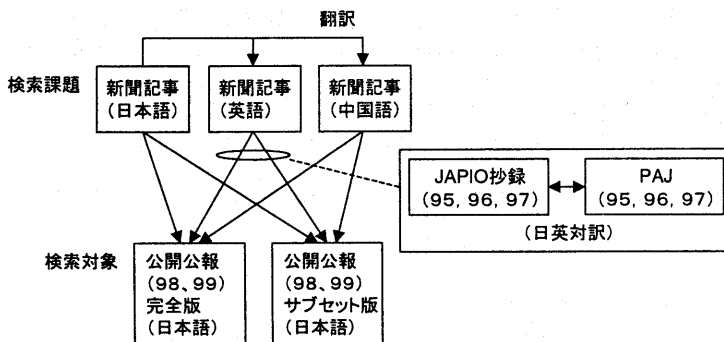 翻訳
検索課題
新聞記事
(日本語)
新聞記事
(英語)
新聞記事
(中国語)
JAPIO抄録
(95, 96, 97)
PAJ
(95, 96, 97)
(日英対訳)
検索対象
公開公報
(98、99)
完全版
(日本語)
公開公報
(98、99)
サブセット版
(日本語)